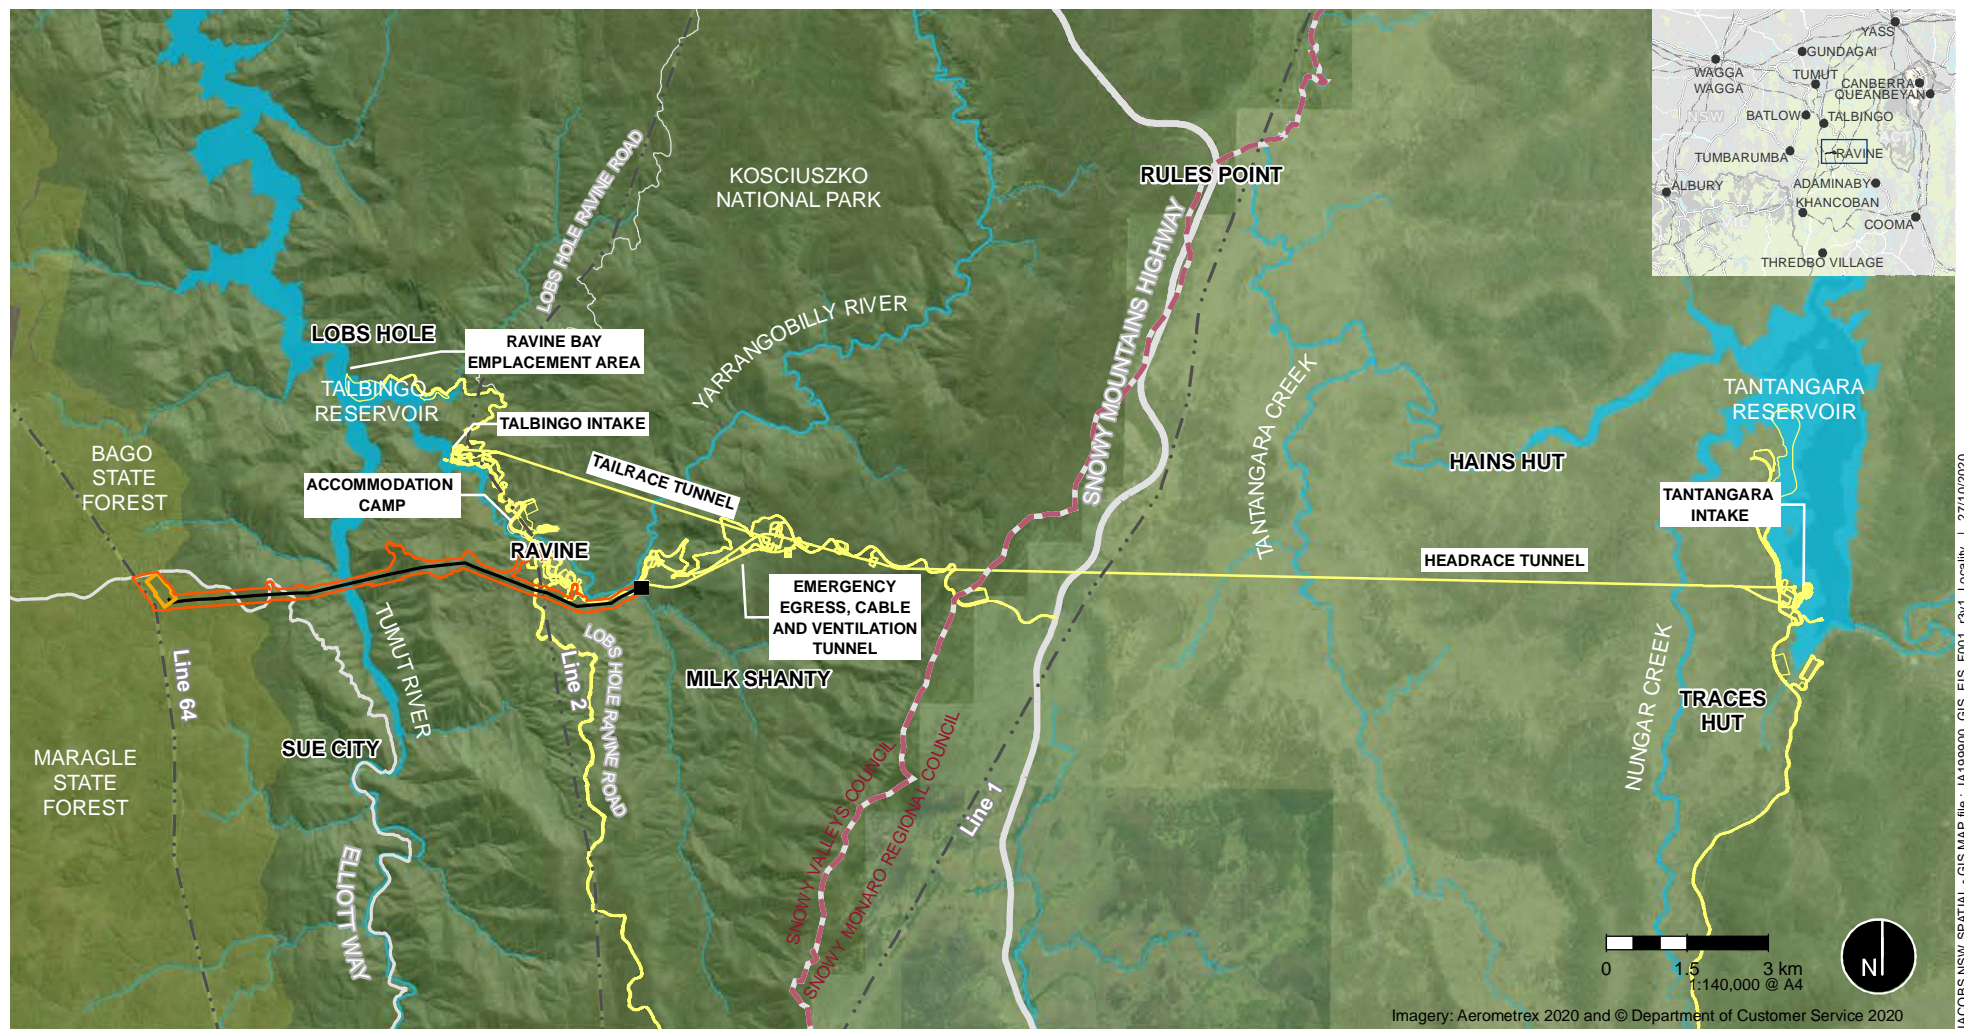 YASS
GUNDAGAI
WAGGA
WAGGA
TUMUT
CANBERRA
QUEANBEYAN
NSW
BATLOW
TALBINGO
ACT
TUMBARUMBA
RAVINE
ALBURY
ADAMINABY
KHANCOBAN
COOMA
THREDBO VILLAGE
LOBS HOLE RAVINE ROAD
KOSCIUSZKO
NATIONAL PARK
RULES POINT
SNOWY MOUNTAINS HIGHWAY
YARRANGOBILLY RIVER
LOBS HOLE
RAVINE BAY
EMPLACEMENT AREA
TALBINGO
RESERVOIR
TALBINGO INTAKE
TAILRACE TUNNEL
ACCOMMODATION
CAMP
BAGO
STATE
FOREST
RAVINE
TANTANGARA CREEK
HAINS HUT
TANTANGARA
RESERVOIR
TANTANGARA
INTAKE
HEADRACE TUNNEL
EMERGENCY
EGRESS, CABLE
AND VENTILATION
TUNNEL
MILK SHANTY
TUMUT RIVER
Line 64
Line 2
LOBS HOLE RAVINE ROAD
SUE CITY
MARAGLE
STATE
FOREST
ELLIOTT WAY
SNOWY VALLEYS COUNCIL
SNOWY MONARO REGIONAL COUNCIL
Line 1
NUNGAR CREEK
TRACES
HUT
0 1.5 3 km
1:140,000 @ A4
N
Imagery: Aerometrex 2020 and © Department of Customer Service 2020